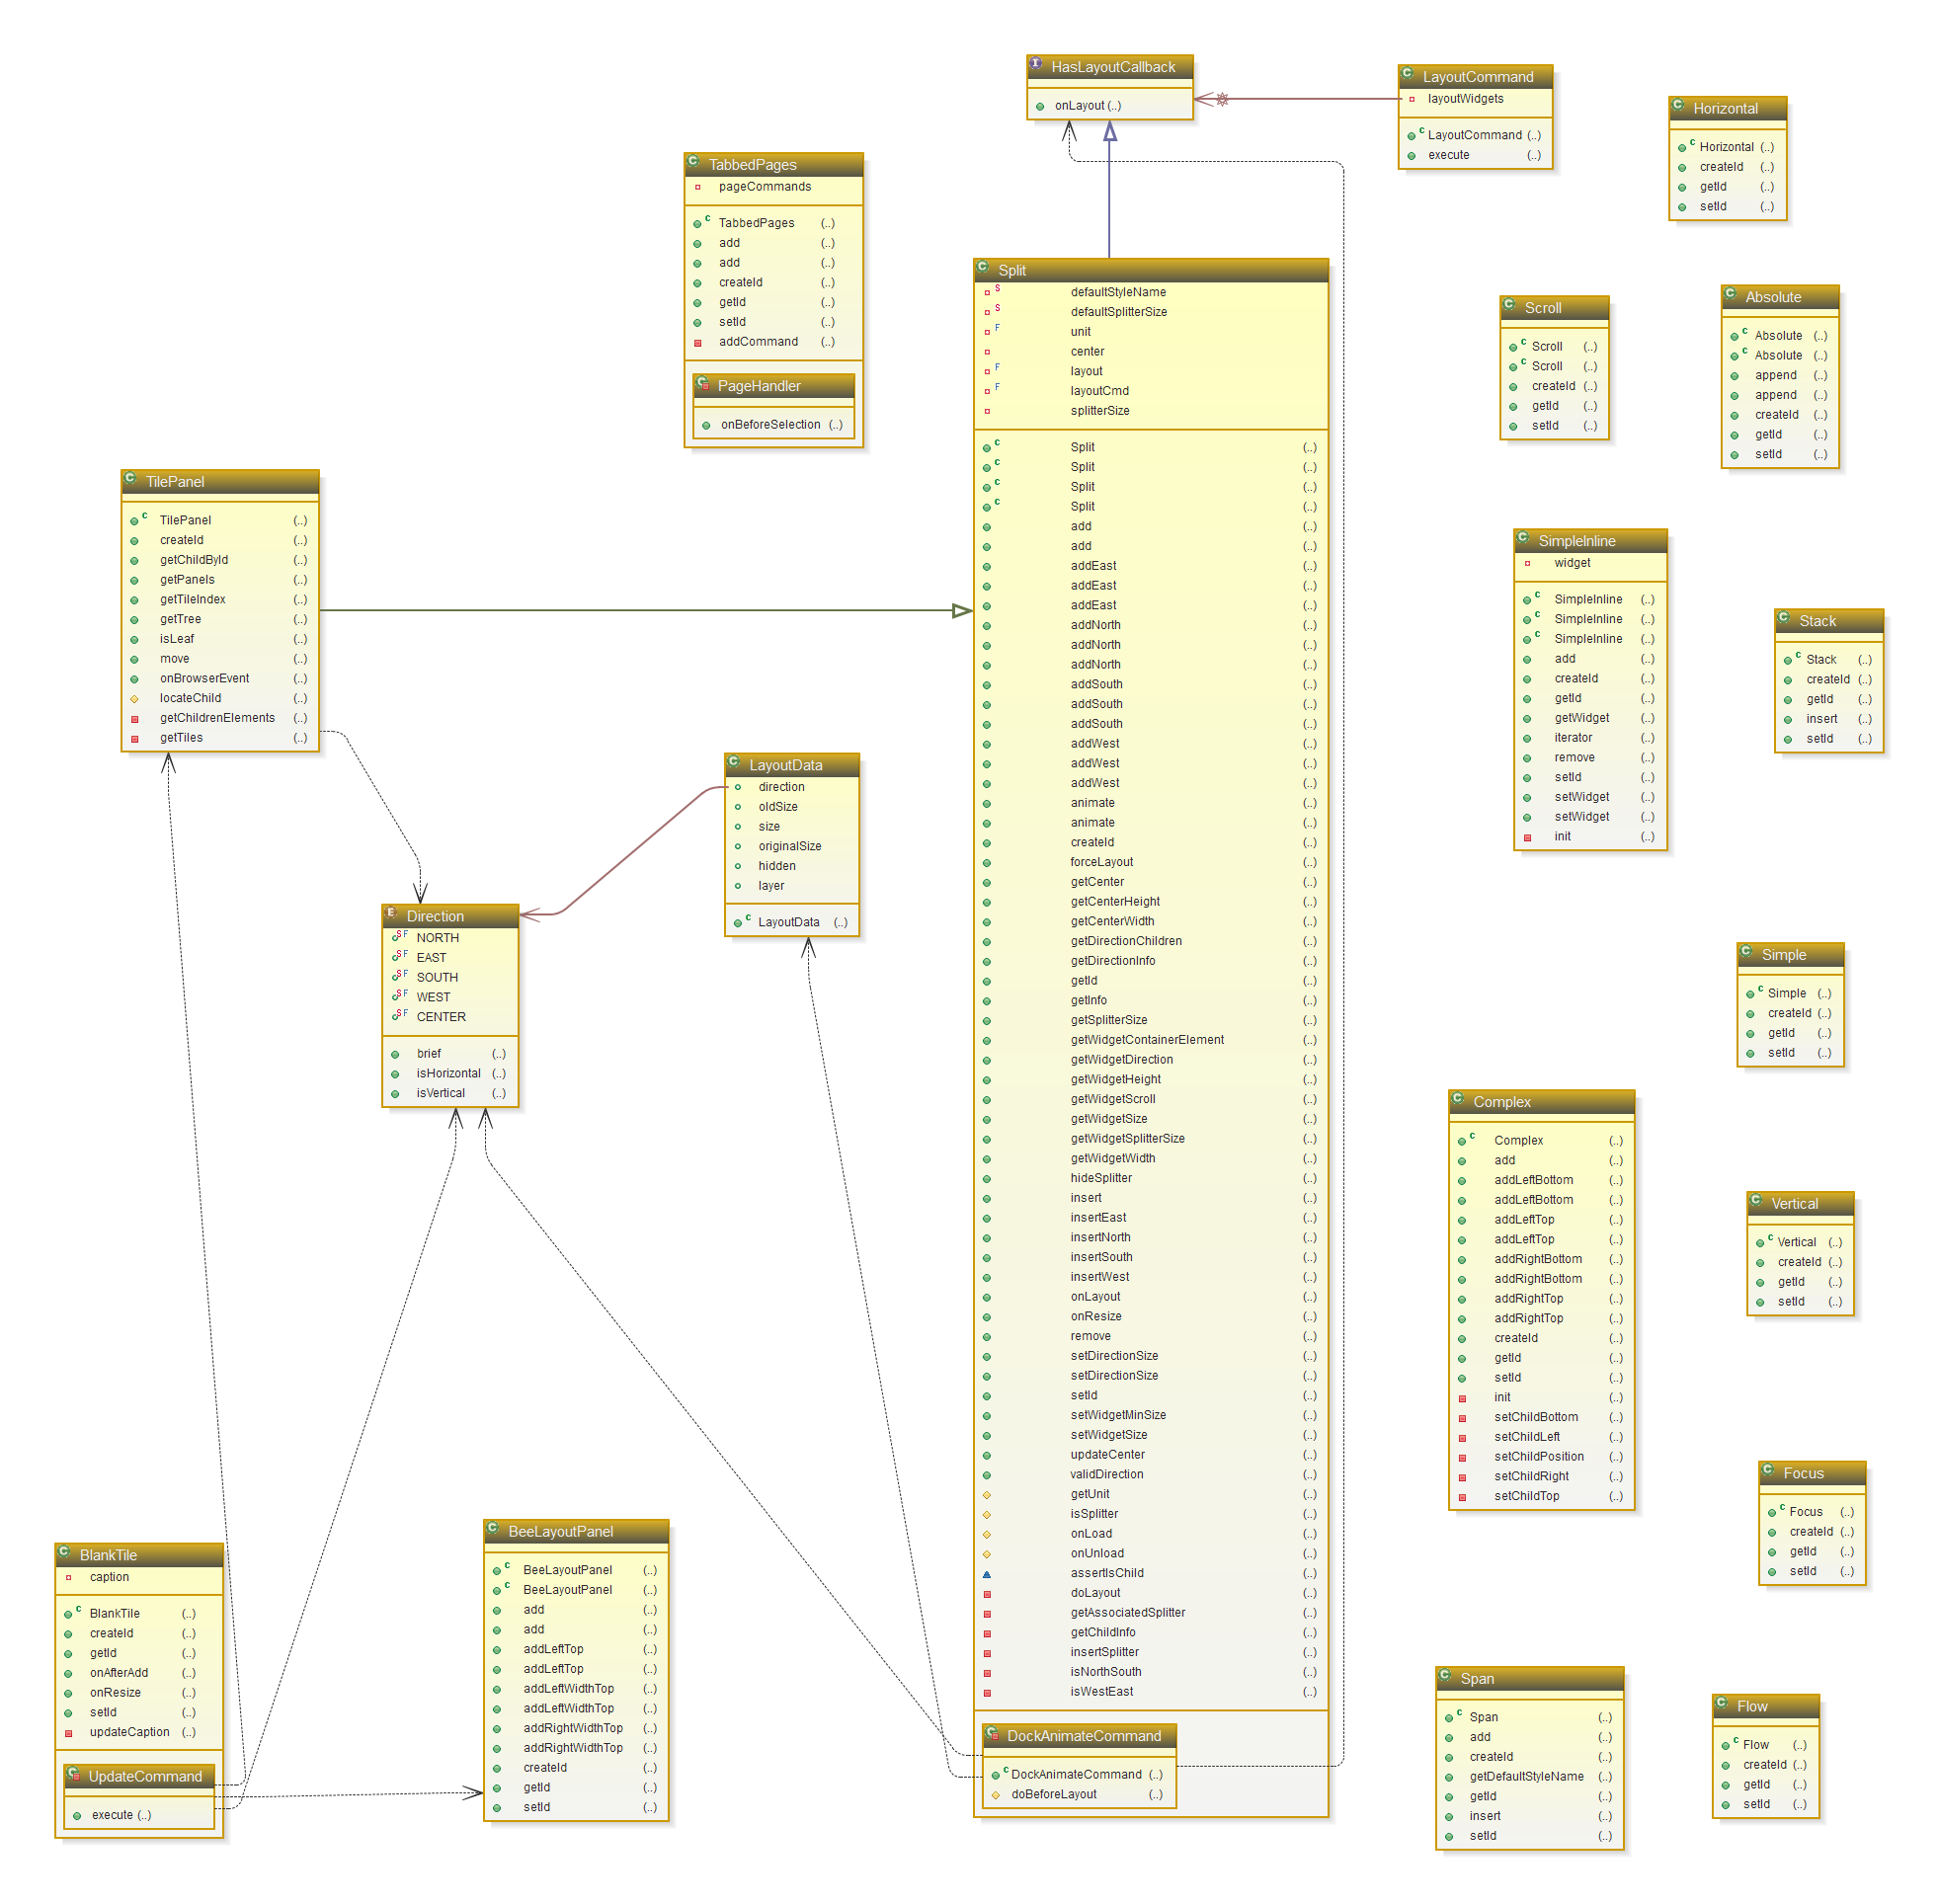 HasLayoutCallback
onLayout (..)
LayoutCommand
layoutWidgets
LayoutCommand (..)
execute (..)
Horizontal
Horizontal (..)
createId (..)
getId (..)
setId (..)
TabbedPages
pageCommands
TabbedPages (..)
add (..)
add (..)
createId (..)
getId (..)
setId (..)
addCommand (..)
PageHandler
onBeforeSelection (..)
Split
defaultStyleName
defaultSplitterSize
unit
center
layout
layoutCmd
splitterSize
Split (..)
Split (..)
Split (..)
Split (..)
add (..)
add (..)
addEast (..)
addEast (..)
addEast (..)
addNorth (..)
addNorth (..)
addNorth (..)
addSouth (..)
addSouth (..)
addSouth (..)
addWest (..)
addWest (..)
addWest (..)
animate (..)
animate (..)
createId (..)
forceLayout (..)
getCenter (..)
getCenterHeight (..)
getCenterWidth (..)
getDirectionChildren (..)
getDirectionInfo (..)
getId (..)
getInfo (..)
getSplitterSize (..)
getWidgetContainerElement (..)
getWidgetDirection (..)
getWidgetHeight (..)
getWidgetScroll (..)
getWidgetSize (..)
getWidgetSplitterSize (..)
getWidgetWidth (..)
hideSplitter (..)
insert (..)
insertEast (..)
insertNorth (..)
insertSouth (..)
insertWest (..)
onLayout (..)
onResize (..)
remove (..)
setDirectionSize (..)
setDirectionSize (..)
setId (..)
setWidgetMinSize (..)
setWidgetSize (..)
updateCenter (..)
validDirection (..)
getUnit (..)
isSplitter (..)
onLoad (..)
onUnload (..)
assertIsChild (..)
doLayout (..)
getAssociatedSplitter (..)
getChildInfo (..)
insertSplitter (..)
isNorthSouth (..)
isWestEast (..)
DockAnimateCommand
DockAnimateCommand (..)
doBeforeLayout (..)
Scroll
Scroll (..)
Scroll (..)
createId (..)
getId (..)
setId (..)
Absolute
Absolute (..)
Absolute (..)
append (..)
append (..)
createId (..)
getId (..)
setId (..)
TilePanel
TilePanel (..)
createId (..)
getChildById (..)
getPanels (..)
getTileIndex (..)
getTree (..)
isLeaf (..)
move (..)
onBrowserEvent (..)
locateChild (..)
getChildrenElements (..)
getTiles (..)
SimpleInline
widget
SimpleInline (..)
SimpleInline (..)
SimpleInline (..)
add (..)
createId (..)
getId (..)
getWidget (..)
iterator (..)
remove (..)
setId (..)
setWidget (..)
setWidget (..)
init (..)
Stack
Stack (..)
createId (..)
getId (..)
insert (..)
setId (..)
LayoutData
direction
oldSize
size
originalSize
hidden
layer
LayoutData (..)
Direction
NORTH
EAST
SOUTH
WEST
CENTER
brief (..)
isHorizontal (..)
isVertical (..)
Simple
Simple (..)
createId (..)
getId (..)
setId (..)
Complex
Complex (..)
add (..)
addLeftBottom (..)
addLeftBottom (..)
addLeftTop (..)
addLeftTop (..)
addRightBottom (..)
addRightBottom (..)
addRightTop (..)
addRightTop (..)
createId (..)
getId (..)
setId (..)
init (..)
setChildBottom (..)
setChildLeft (..)
setChildPosition (..)
setChildRight (..)
setChildTop (..)
Vertical
Vertical (..)
createId (..)
getId (..)
setId (..)
Focus
Focus (..)
createId (..)
getId (..)
setId (..)
BlankTile
caption
BlankTile (..)
createId (..)
getId (..)
onAfterAdd (..)
onResize (..)
setId (..)
updateCaption (..)
UpdateCommand
execute (..)
BeeLayoutPanel
BeeLayoutPanel (..)
BeeLayoutPanel (..)
add (..)
add (..)
addLeftTop (..)
addLeftTop (..)
addLeftWidthTop (..)
addLeftWidthTop (..)
addRightWidthTop (..)
addRightWidthTop (..)
createId (..)
getId (..)
setId (..)
Span
Span (..)
add (..)
createId (..)
getDefaultStyleName (..)
getId (..)
insert (..)
setId (..)
Flow
Flow (..)
createId (..)
getId (..)
setId (..)